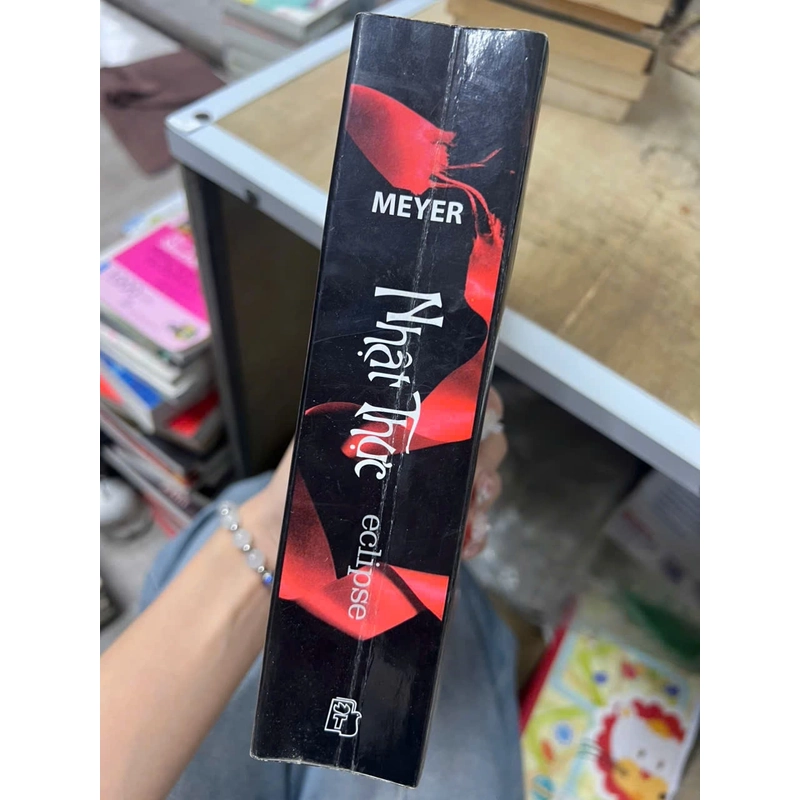 MEYER
Nhật Thực
eclipse
T